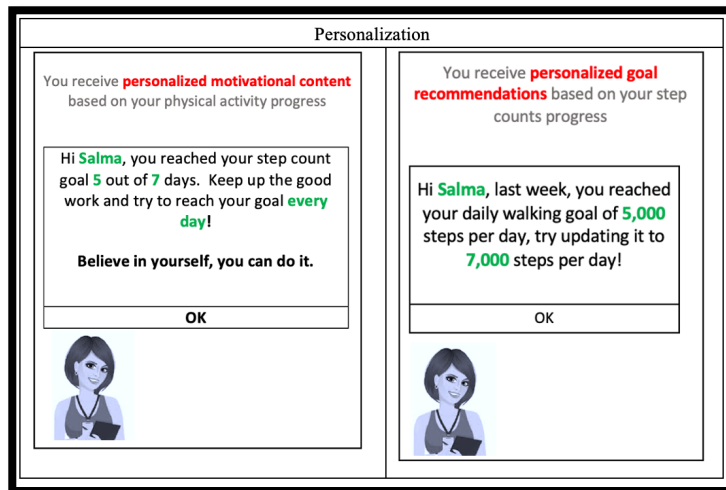 Personalization
You receive personalized motivational content
based on your physical activity progress
Hi Salma, you reached your step count
goal 5 out of 7 days.  Keep up the good
work and try to reach your goal every
day!
Believe in yourself, you can do it.
OK
You receive personalized goal
recommendations based on your step
counts progress
Hi Salma, last week, you reached
your daily walking goal of 5,000
steps per day, try updating it to
7,000 steps per day!
OK